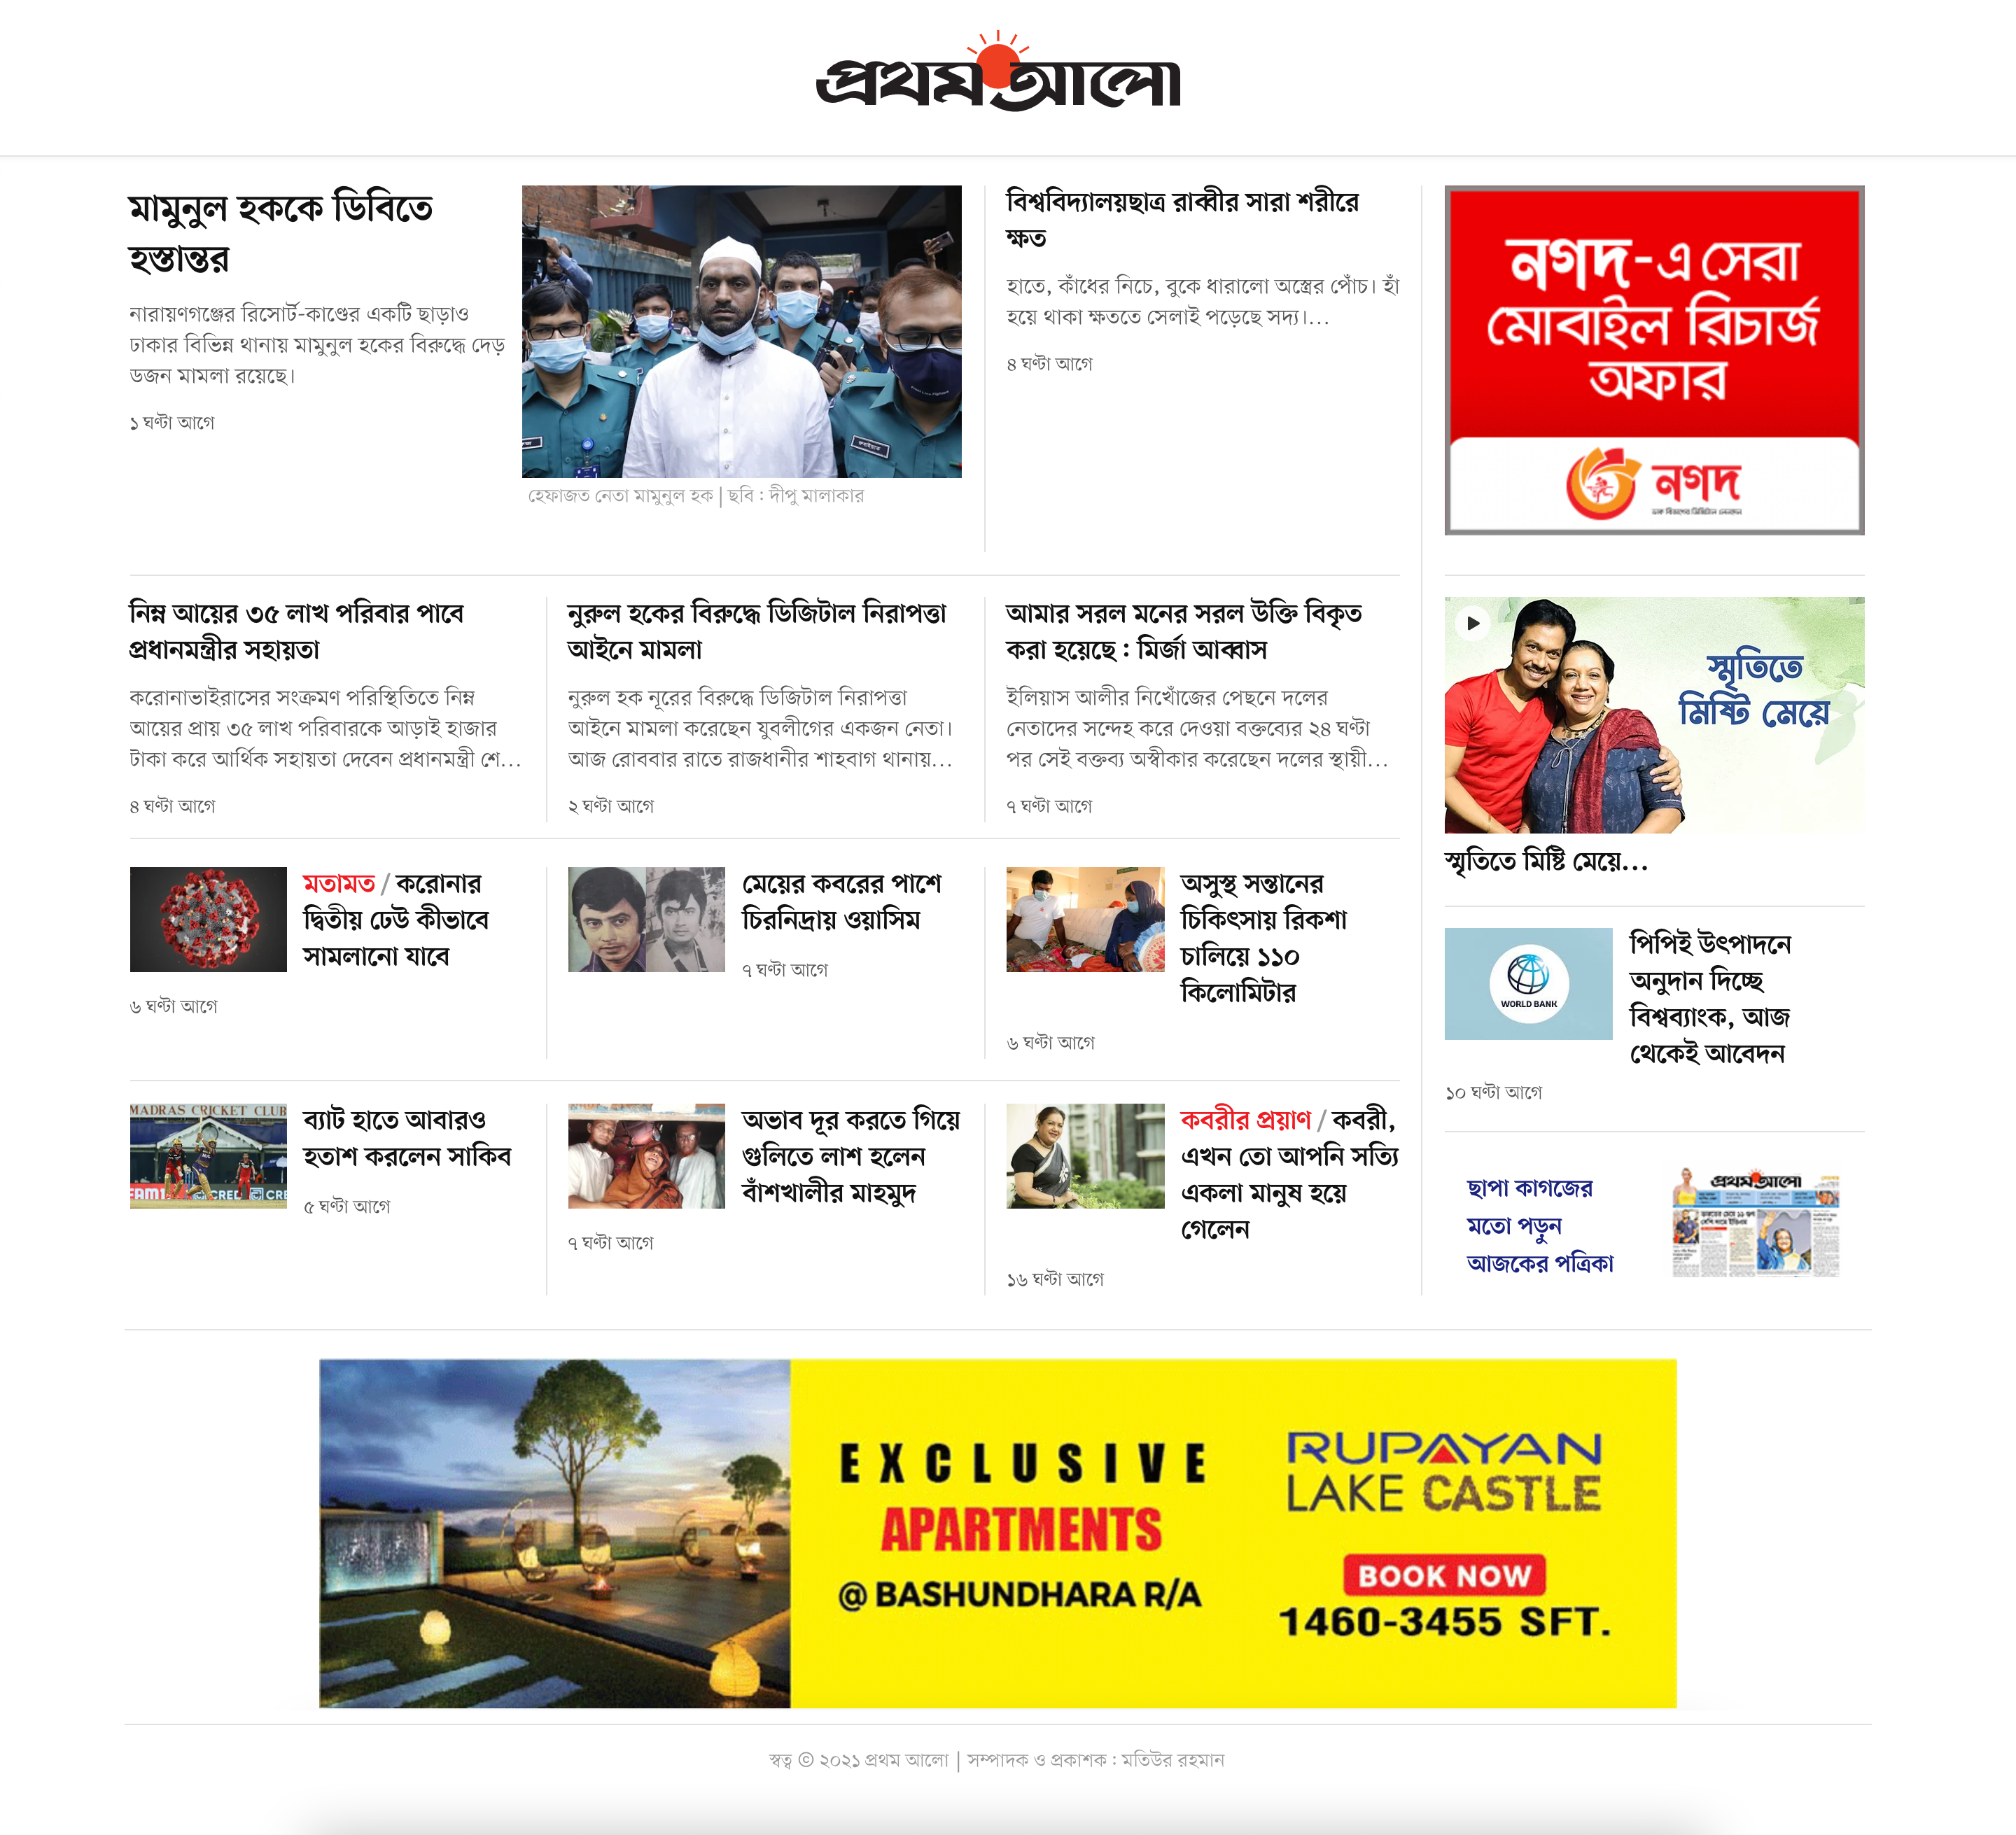 প্রথম আলো
মামুনুল হককে ডিবিতে
হস্তান্তর
নারায়ণগঞ্জের রিসোর্ট-কাণ্ডের একটি ছাড়াও
ঢাকার বিভিন্ন থানায় মামুনুল হকের বিরুদ্ধে দেড়
ডজন মামলা রয়েছে।
১ ঘণ্টা আগে
হেফাজত নেতা মামুনুল হক | ছবি : দীপু মালাকার
বিশ্ববিদ্যালয়ছাত্র রাব্বীর সারা শরীরে
ক্ষত
হাতে, কাঁধের নিচে, বুকে ধারালো অস্ত্রের পোঁচ। হাঁ
হয়ে থাকা ক্ষততে সেলাই পড়েছে সদ্য।...
৪ ঘণ্টা আগে
নগদ-এ সেরা
মোবাইল রিচার্জ
অফার
নগদ
নিম্ন আয়ের ৩৫ লাখ পরিবার পাবে
প্রধানমন্ত্রীর সহায়তা
করোনাভাইরাসের সংক্রমণ পরিস্থিতিতে নিম্ন
আয়ের প্রায় ৩৫ লাখ পরিবারকে আড়াই হাজার
টাকা করে আর্থিক সহায়তা দেবেন প্রধানমন্ত্রী শে...
৪ ঘণ্টা আগে
নুরুল হকের বিরুদ্ধে ডিজিটাল নিরাপত্তা
আইনে মামলা
নুরুল হক নূরের বিরুদ্ধে ডিজিটাল নিরাপত্তা
আইনে মামলা করেছেন যুবলীগের একজন নেতা।
আজ রোববার রাতে রাজধানীর শাহবাগ থানায়...
২ ঘণ্টা আগে
আমার সরল মনের সরল উক্তি বিকৃত
করা হয়েছে : মির্জা আব্বাস
ইলিয়াস আলীর নিখোঁজের পেছনে দলের
নেতাদের সন্দেহ করে দেওয়া বক্তব্যের ২৪ ঘণ্টা
পর সেই বক্তব্য অস্বীকার করেছেন দলের স্থায়ী...
৭ ঘণ্টা আগে
স্মৃতিতে
মিষ্টি মেয়ে
স্মৃতিতে মিষ্টি মেয়ে...
মতামত / করোনার
দ্বিতীয় ঢেউ কীভাবে
সামলানো যাবে
৬ ঘণ্টা আগে
মেয়ের কবরের পাশে
চিরনিদ্রায় ওয়াসিম
৭ ঘণ্টা আগে
অসুস্থ সন্তানের
চিকিৎসায় রিকশা
চালিয়ে ১১০
কিলোমিটার
৬ ঘণ্টা আগে
WORLD BANK
পিপিই উৎপাদনে
অনুদান দিচ্ছে
বিশ্বব্যাংক, আজ
থেকেই আবেদন
১০ ঘণ্টা আগে
MADRAS CRICKET CLUB
CRED
ব্যাট হাতে আবারও
হতাশ করলেন সাকিব
৫ ঘণ্টা আগে
অভাব দূর করতে গিয়ে
গুলিতে লাশ হলেন
বাঁশখালীর মাহমুদ
৭ ঘণ্টা আগে
কবরীর প্রয়াণ / কবরী,
এখন তো আপনি সত্যি
একলা মানুষ হয়ে
গেলেন
১৬ ঘণ্টা আগে
ছাপা কাগজের
মতো পড়ুন
আজকের পত্রিকা
প্রথম আলো
EXCLUSIVE
APARTMENTS
@ BASHUNDHARA R/A
RUPAYAN
LAKE CASTLE
BOOK NOW
1460-3455 SFT.
স্বত্ব © ২০২১ প্রথম আলো | সম্পাদক ও প্রকাশক : মতিউর রহমান